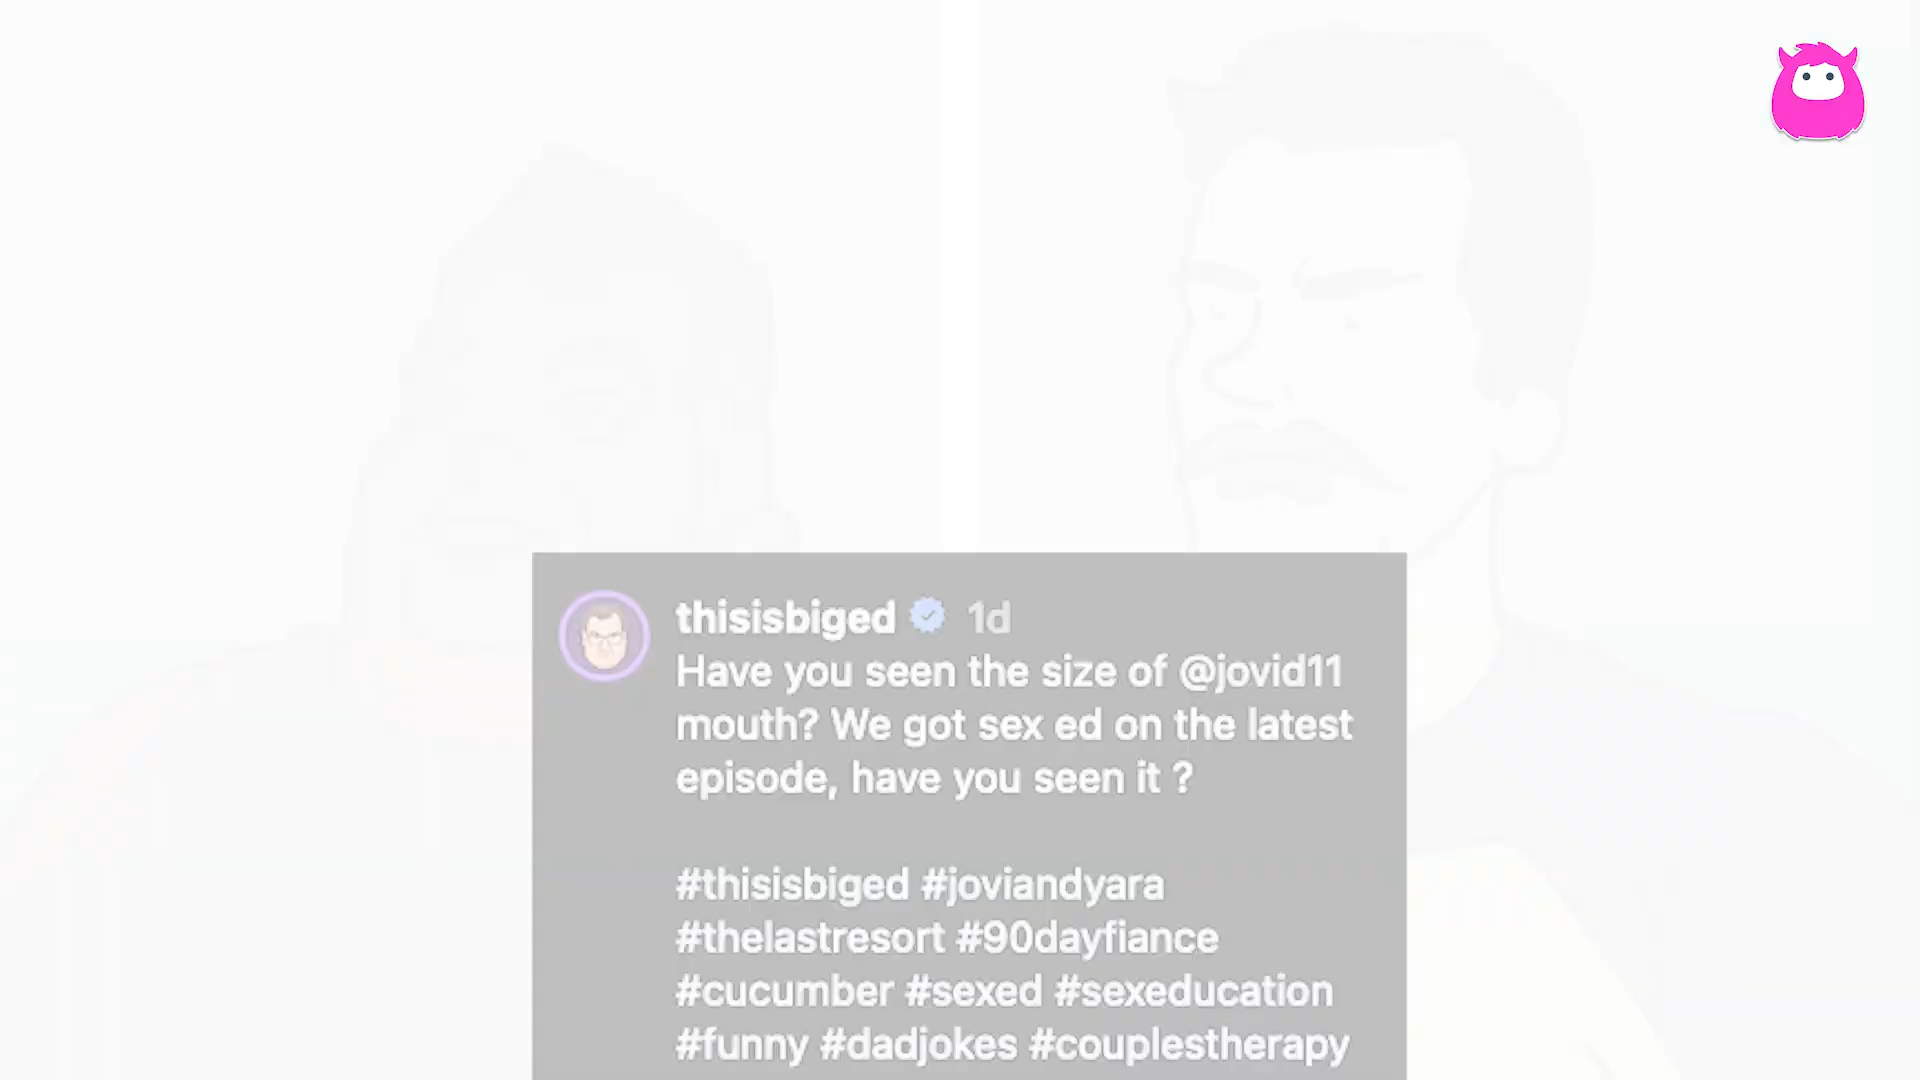 thisisbiged 1d
Have you seen the size of @jovid11
mouth? We got sex ed on the latest
episode, have you seen it ?
#thisisbiged #joviandyara
#thelastresort #90dayfiance
#cucumber #sexed #sexeducation
#funny #dadjokes #couplestherapy